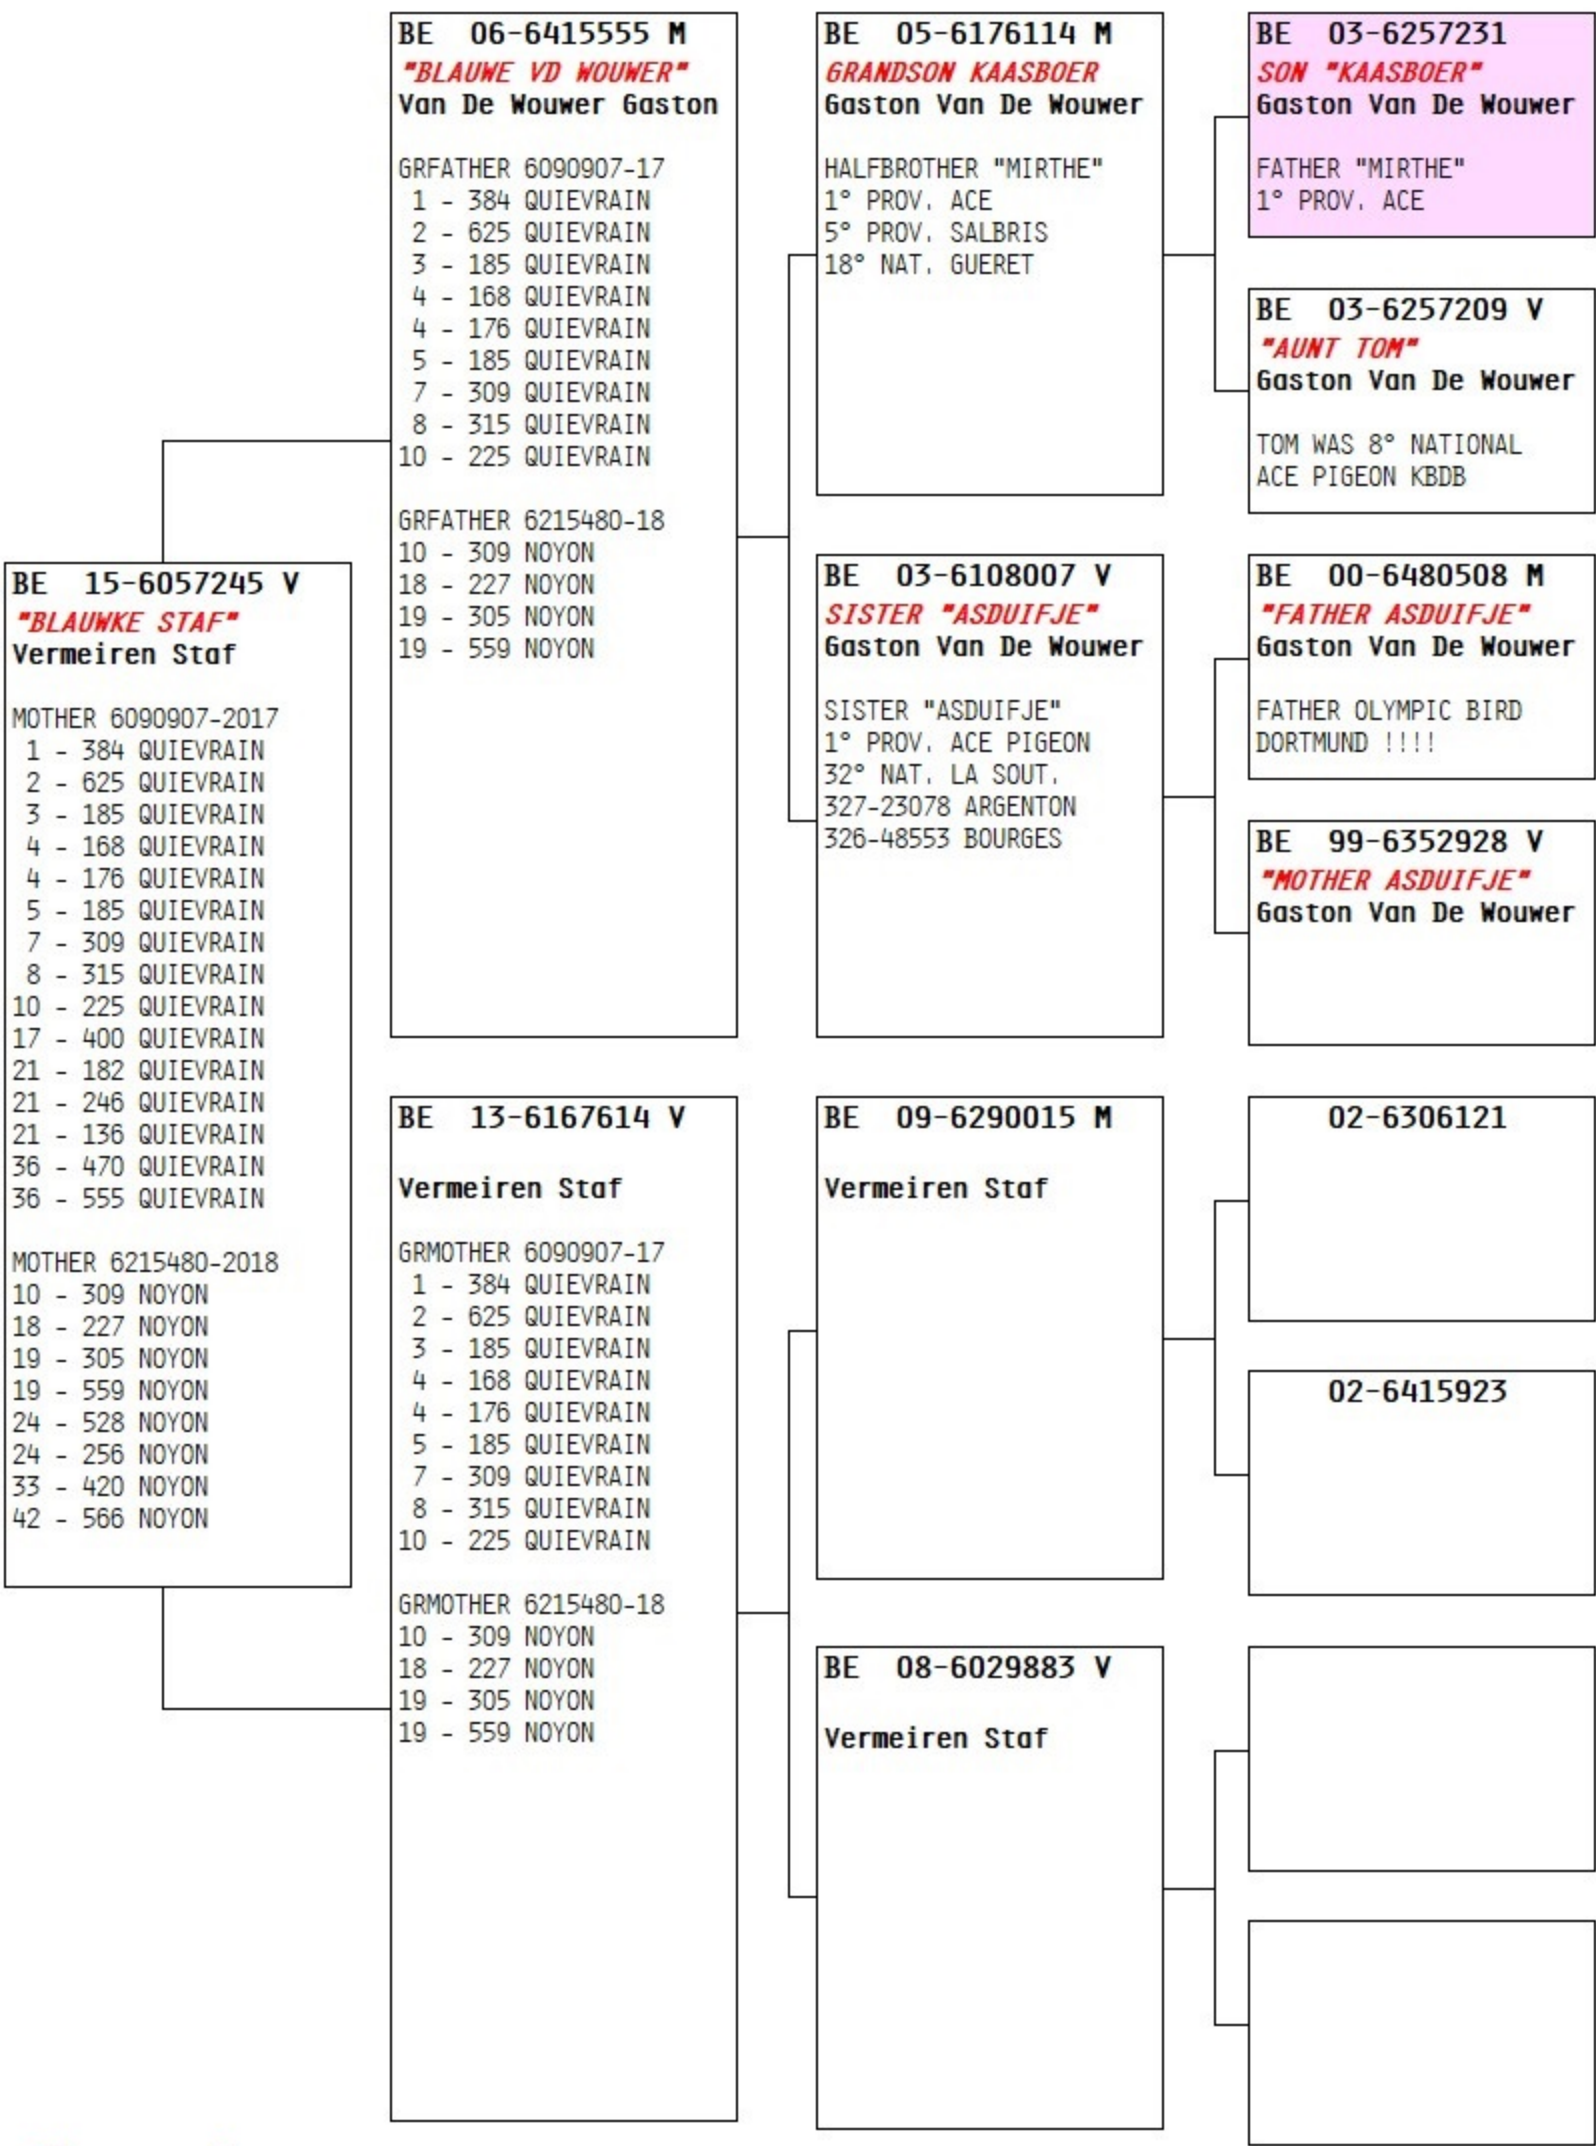 BE 15-6057245 V
"BLAUWKE STAF"
Vermeiren Staf
MOTHER 6090907-2017
1 - 384 QUIEVRAIN
2 - 625 QUIEVRAIN
3 - 185 QUIEVRAIN
4 - 168 QUIEVRAIN
4 - 176 QUIEVRAIN
5 - 185 QUIEVRAIN
7 - 309 QUIEVRAIN
8 - 315 QUIEVRAIN
10 - 225 QUIEVRAIN
17 - 400 QUIEVRAIN
21 - 182 QUIEVRAIN
21 - 246 QUIEVRAIN
21 - 136 QUIEVRAIN
36 - 470 QUIEVRAIN
36 - 555 QUIEVRAIN
MOTHER 6215480-2018
10 - 309 NOYON
18 - 227 NOYON
19 - 305 NOYON
19 - 559 NOYON
24 - 528 NOYON
24 - 256 NOYON
33 - 420 NOYON
42 - 566 NOYON
BE 06-6415555 M
"BLAUWE VD WOUWER"
Van De Wouwer Gaston
GRFATHER 6090907-17
1 - 384 QUIEVRAIN
2 - 625 QUIEVRAIN
3 - 185 QUIEVRAIN
4 - 168 QUIEVRAIN
4 - 176 QUIEVRAIN
5 - 185 QUIEVRAIN
7 - 309 QUIEVRAIN
8 - 315 QUIEVRAIN
10 - 225 QUIEVRAIN
GRFATHER 6215480-18
10 - 309 NOYON
18 - 227 NOYON
19 - 305 NOYON
19 - 559 NOYON
BE 13-6167614 V
Vermeiren Staf
GRMOTHER 6090907-17
1 - 384 QUIEVRAIN
2 - 625 QUIEVRAIN
3 - 185 QUIEVRAIN
4 - 168 QUIEVRAIN
4 - 176 QUIEVRAIN
5 - 185 QUIEVRAIN
7 - 309 QUIEVRAIN
8 - 315 QUIEVRAIN
10 - 225 QUIEVRAIN
GRMOTHER 6215480-18
10 - 309 NOYON
18 - 227 NOYON
19 - 305 NOYON
19 - 559 NOYON
BE 05-6176114 M
GRANDSON KAASBOER
Gaston Van De Wouwer
HALFBROTHER "MIRTHE"
1° PROV. ACE
5° PROV. SALBRIS
18° NAT. GUERET
BE 03-6108007 V
SISTER "ASDUIFJE"
Gaston Van De Wouwer
SISTER "ASDUIFJE"
1° PROV. ACE PIGEON
32° NAT. LA SOUT.
327-23078 ARGENTON
326-48553 BOURGES
BE 09-6290015 M
Vermeiren Staf
BE 08-6029883 V
Vermeiren Staf
BE 03-6257231
SON "KAASBOER"
Gaston Van De Wouwer
FATHER "MIRTHE"
1° PROV. ACE
BE 03-6257209 V
"AUNT TOM"
Gaston Van De Wouwer
TOM WAS 8° NATIONAL
ACE PIGEON KBDB
BE 00-6480508 M
"FATHER ASDUIFJE"
Gaston Van De Wouwer
FATHER OLYMPIC BIRD
DORTMUND !!!!
BE 99-6352928 V
"MOTHER ASDUIFJE"
Gaston Van De Wouwer
02-6306121
02-6415923